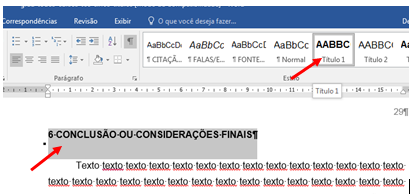 Correspondências Revisão Exibir O que você deseja fazer...
AaBbCcDc AaBbCc AaBbCcD AaBbCcI AABBC AaBbCc
¶ CITAÇÃ... ¶ FALAS/E... ¶ FONTE... ¶ Normal Título 1 Título 2
Parágrafo Estilo
Título 1
29¶
6·CONCLUSÃO·OU·CONSIDERAÇÕES·FINAIS¶
Texto·texto·texto·texto·texto·texto·texto·texto·texto·texto·
texto·texto·texto·texto·texto·texto·texto·texto·texto·texto·texto·